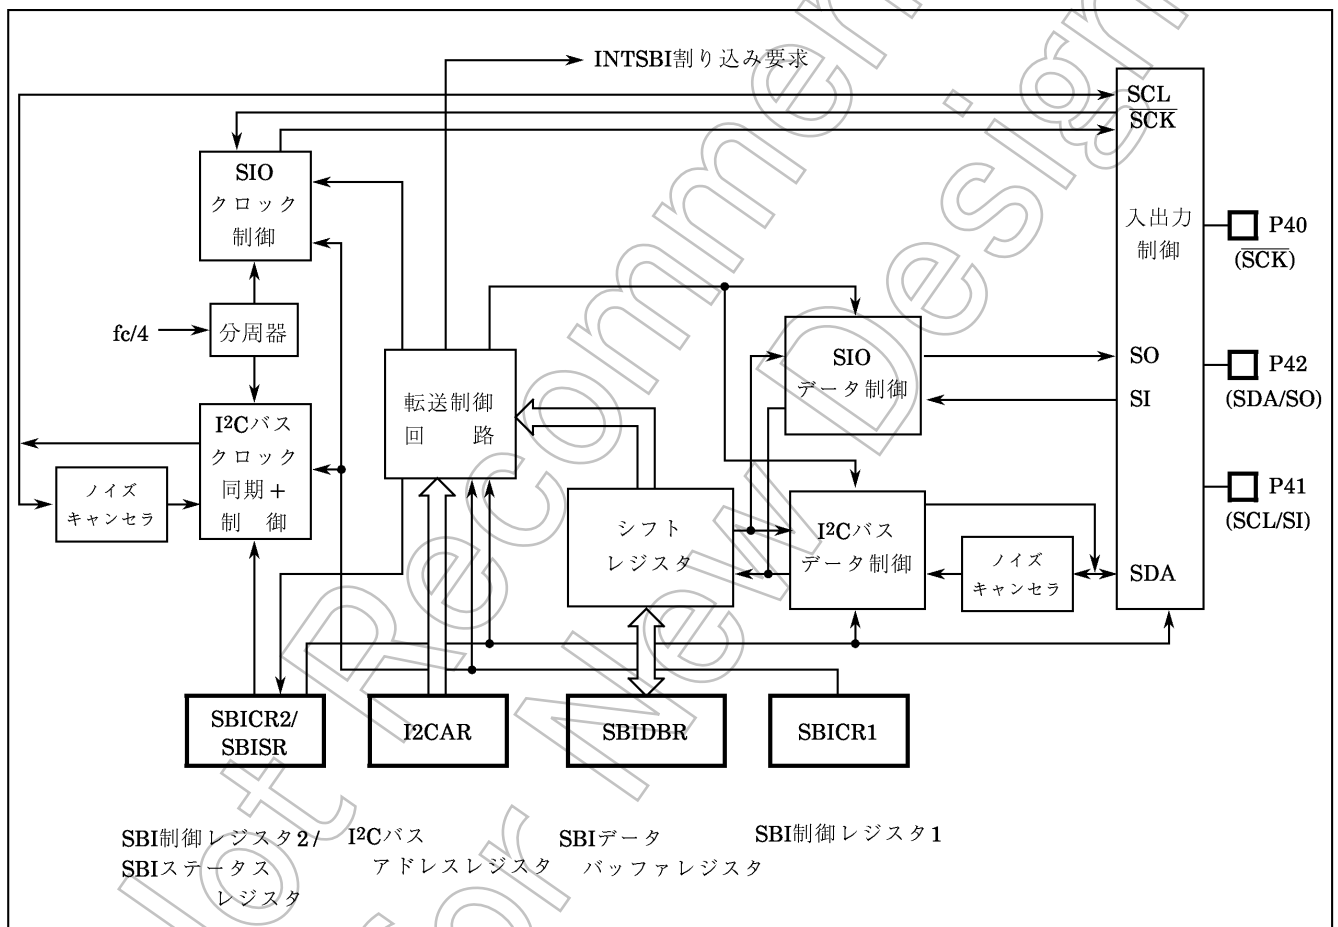 INTSBI割り込み要求
SCL
SCK
SIO
クロック
制御
入出力
制御
P40
(SCK)
fc/4
分周器
SIO
データ制御
SO
P42
SI
(SDA/SO)
転送制御
回 路
I²Cバス
クロック
同期+
制 御
ノイズ
キャンセラ
シフト
レジスタ
I²Cバス
データ制御
ノイズ
キャンセラ
SDA
P41
(SCL/SI)
SBICR2/
SBISR
I2CAR
SBIDBR
SBICR1
SBI制御レジスタ2/
SBIステータス
レジスタ
I²Cバス
アドレスレジスタ
SBIデータ
バッファレジスタ
SBI制御レジスタ1
Not Recommen
for New Design